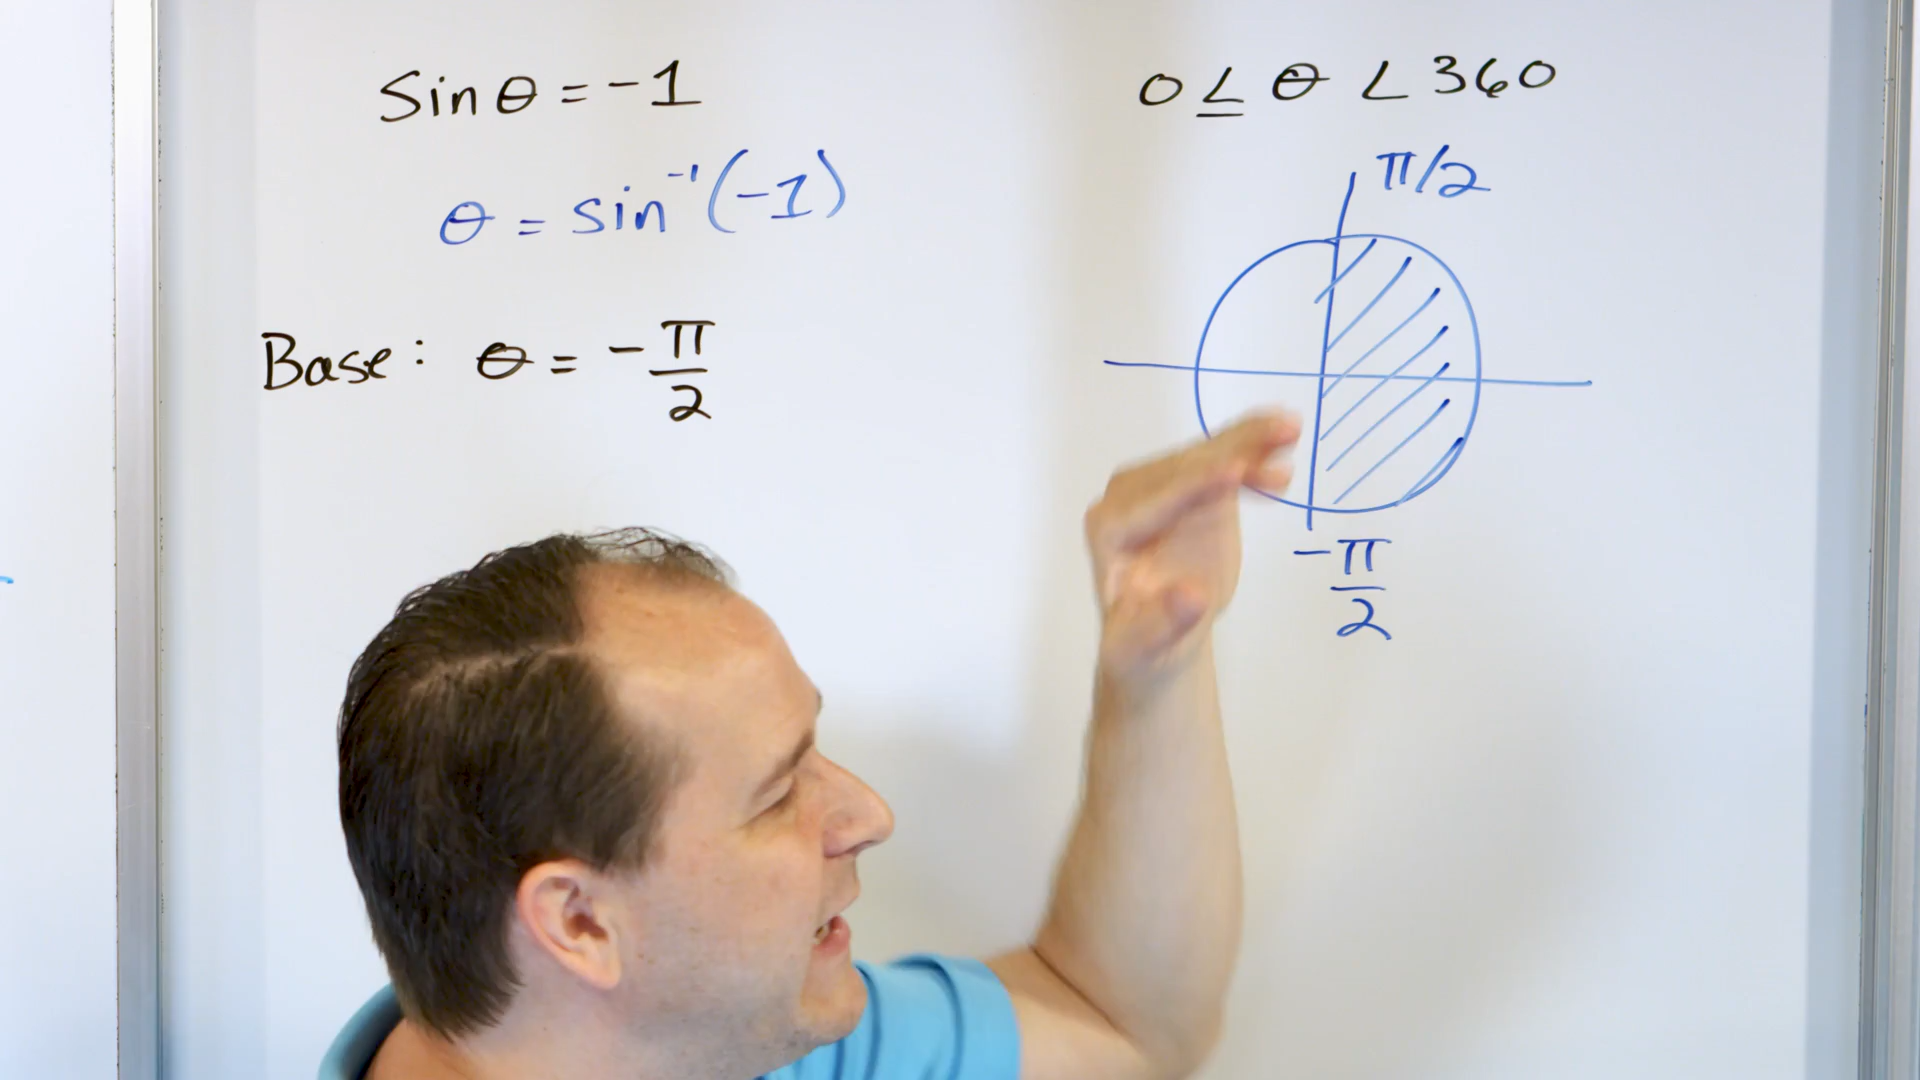 sin θ = -1
0 ≤ θ < 360
θ = sin⁻¹(-1)
π/2
Base: θ = -π/2
-π/2